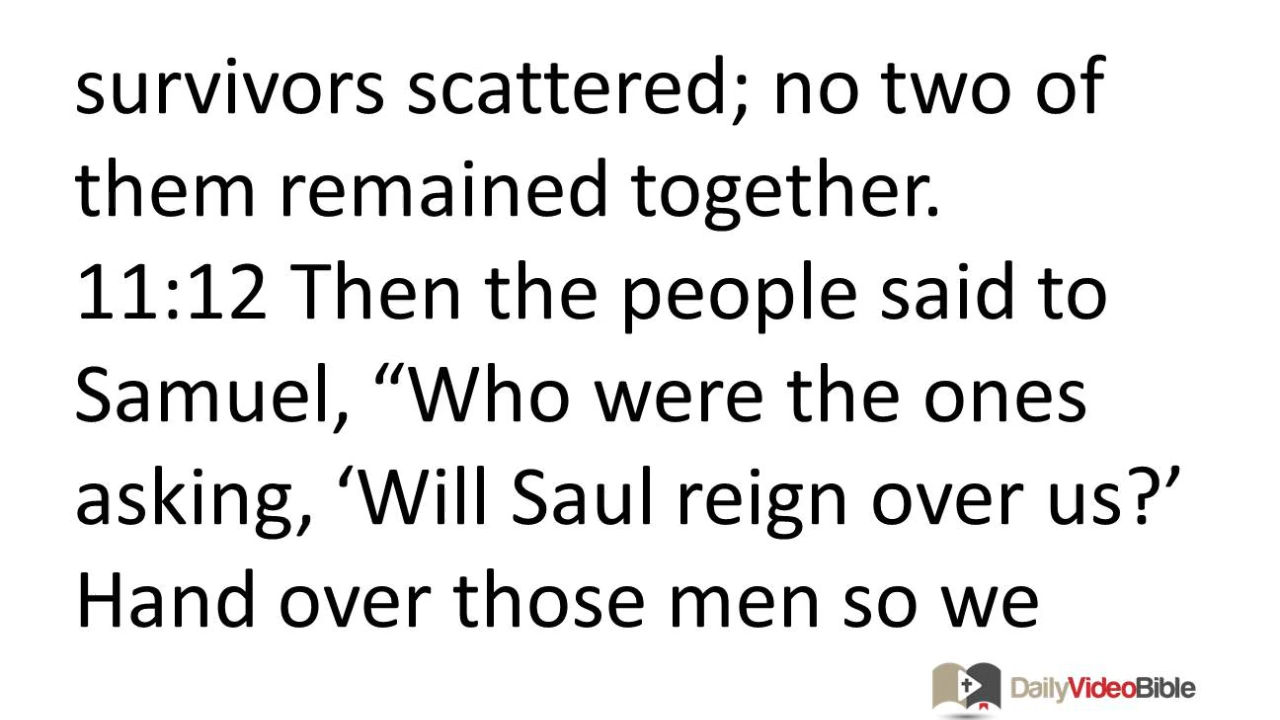 survivors scattered; no two of
them remained together.
11:12 Then the people said to
Samuel, “Who were the ones
asking, ‘Will Saul reign over us?’
Hand over those men so we
DailyVideoBible